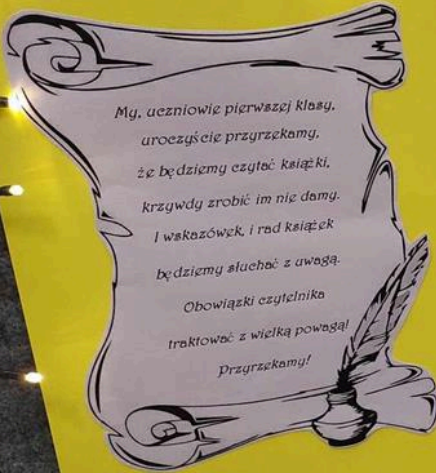 My, uczniowie pierwszej klasy,
uroczyście przyrzekamy,
że będziemy czytać książki,
krzywdy zrobić im nie damy.
I wskazówek, i rad książek
będziemy słuchać z uwagą.
Obowiązki czytelnika
traktować z wielką powagą!
Przyrzekamy!